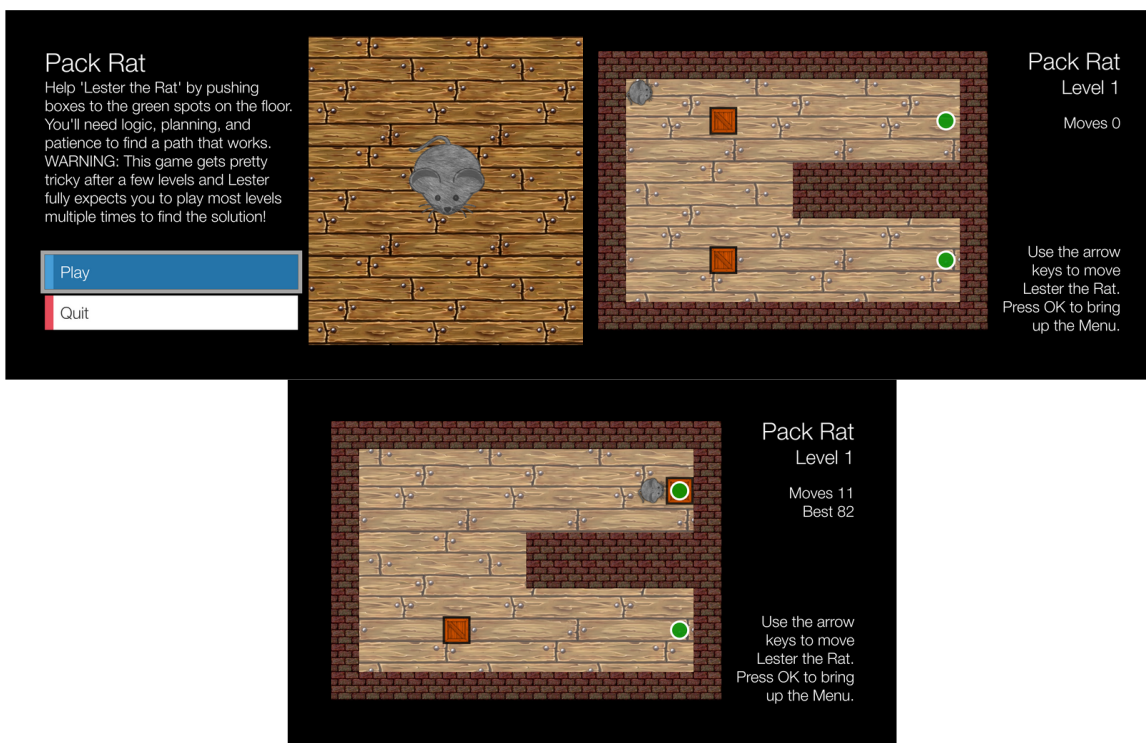 Pack Rat
Help 'Lester the Rat' by pushing
boxes to the green spots on the floor.
You'll need logic, planning, and
patience to find a path that works.
WARNING: This game gets pretty
tricky after a few levels and Lester
fully expects you to play most levels
multiple times to find the solution!
Play
Quit
Pack Rat
Level 1
Moves 0
Use the arrow
keys to move
Lester the Rat.
Press OK to bring
up the Menu.
Pack Rat
Level 1
Moves 11
Best 82
Use the arrow
keys to move
Lester the Rat.
Press OK to bring
up the Menu.